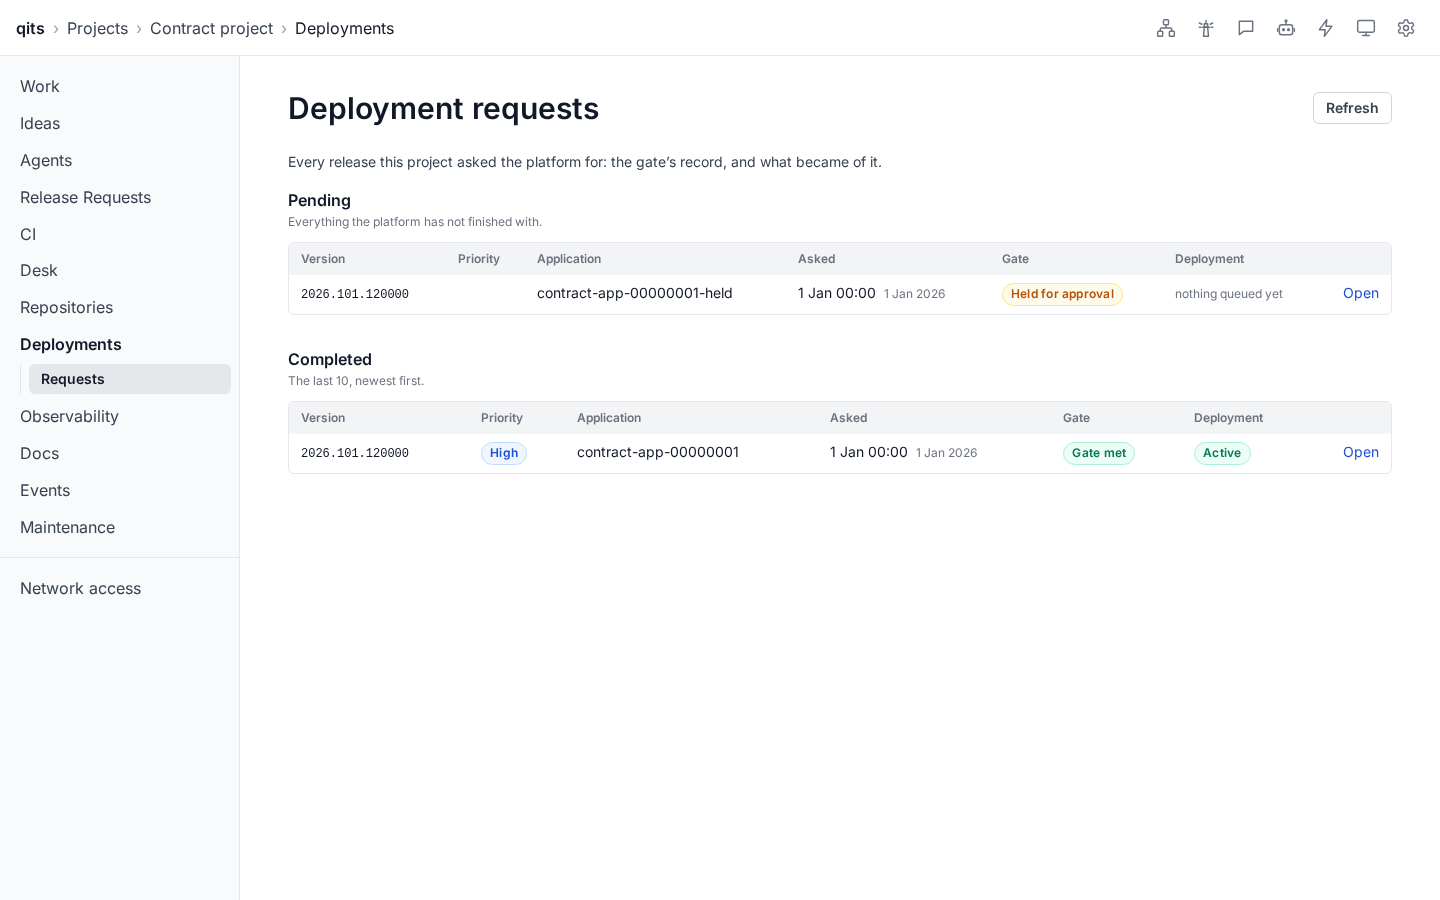 qits › Projects › Contract project › Deployments
Work
Ideas
Agents
Release Requests
CI
Desk
Repositories
Deployments
Requests
Observability
Docs
Events
Maintenance
Network access
Deployment requests
Refresh
Every release this project asked the platform for: the gate’s record, and what became of it.
Pending
Everything the platform has not finished with.
Version Priority Application Asked Gate Deployment
2026.101.120000 contract-app-00000001-held 1 Jan 00:00 1 Jan 2026 Held for approval nothing queued yet Open
Completed
The last 10, newest first.
Version Priority Application Asked Gate Deployment
2026.101.120000 High contract-app-00000001 1 Jan 00:00 1 Jan 2026 Gate met Active Open